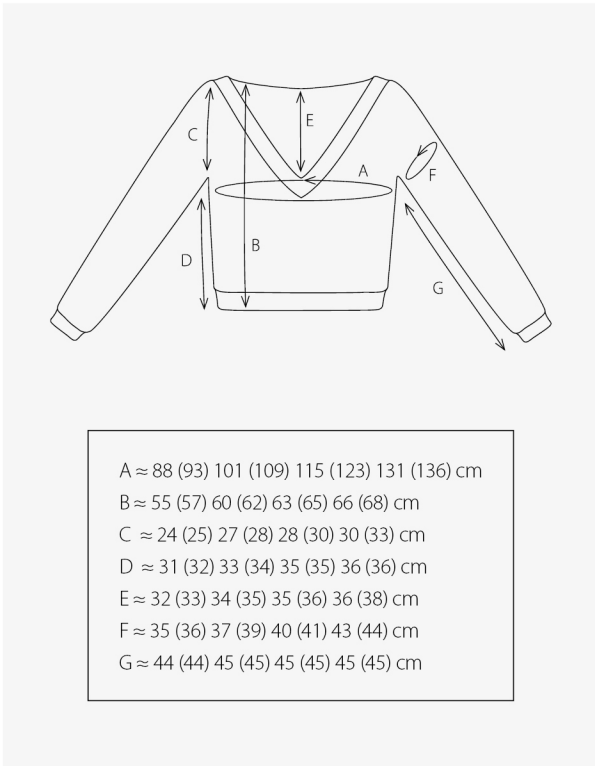 C
E
A
F
B
D
G
A ≈ 88 (93) 101 (109) 115 (123) 131 (136) cm
B ≈ 55 (57) 60 (62) 63 (65) 66 (68) cm
C ≈ 24 (25) 27 (28) 28 (30) 30 (33) cm
D ≈ 31 (32) 33 (34) 35 (35) 36 (36) cm
E ≈ 32 (33) 34 (35) 35 (36) 36 (38) cm
F ≈ 35 (36) 37 (39) 40 (41) 43 (44) cm
G ≈ 44 (44) 45 (45) 45 (45) 45 (45) cm